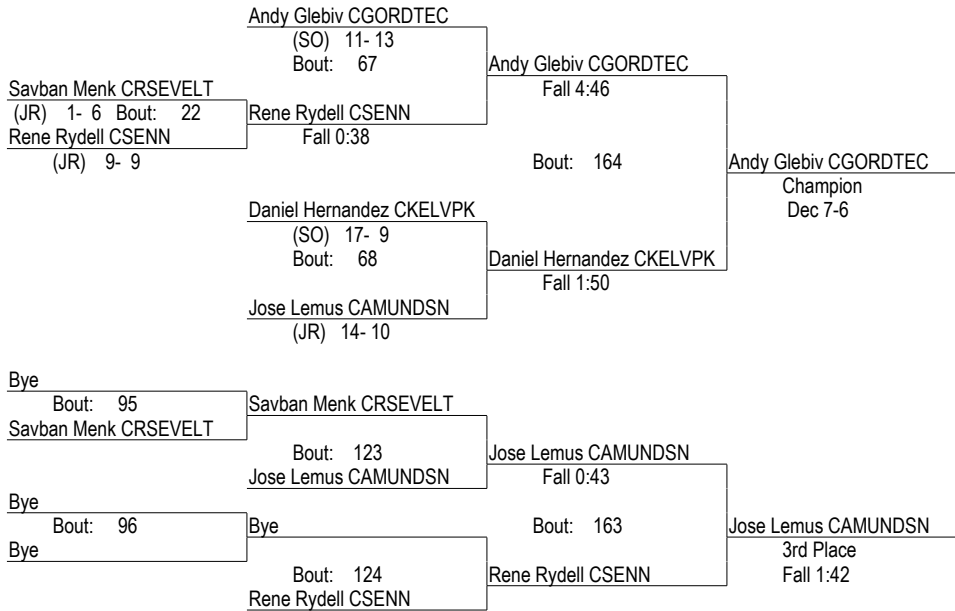 Andy Glebiv CGORDTEC
(SO) 11- 13
Bout: 67
Andy Glebiv CGORDTEC
Fall 4:46
Savban Menk CRSEVELT
(JR) 1- 6 Bout: 22
Rene Rydell CSENN
(JR) 9- 9
Rene Rydell CSENN
Fall 0:38
Bout: 164
Andy Glebiv CGORDTEC
Champion
Dec 7-6
Daniel Hernandez CKELVPK
(SO) 17- 9
Bout: 68
Daniel Hernandez CKELVPK
Fall 1:50
Jose Lemus CAMUNDSN
(JR) 14- 10
Bye
Bout: 95
Savban Menk CRSEVELT
Savban Menk CRSEVELT
Bout: 123
Jose Lemus CAMUNDSN
Jose Lemus CAMUNDSN
Fall 0:43
Bye
Bout: 96
Bye
Bye
Bout: 124
Rene Rydell CSENN
Bout: 163
Rene Rydell CSENN
Jose Lemus CAMUNDSN
3rd Place
Fall 1:42